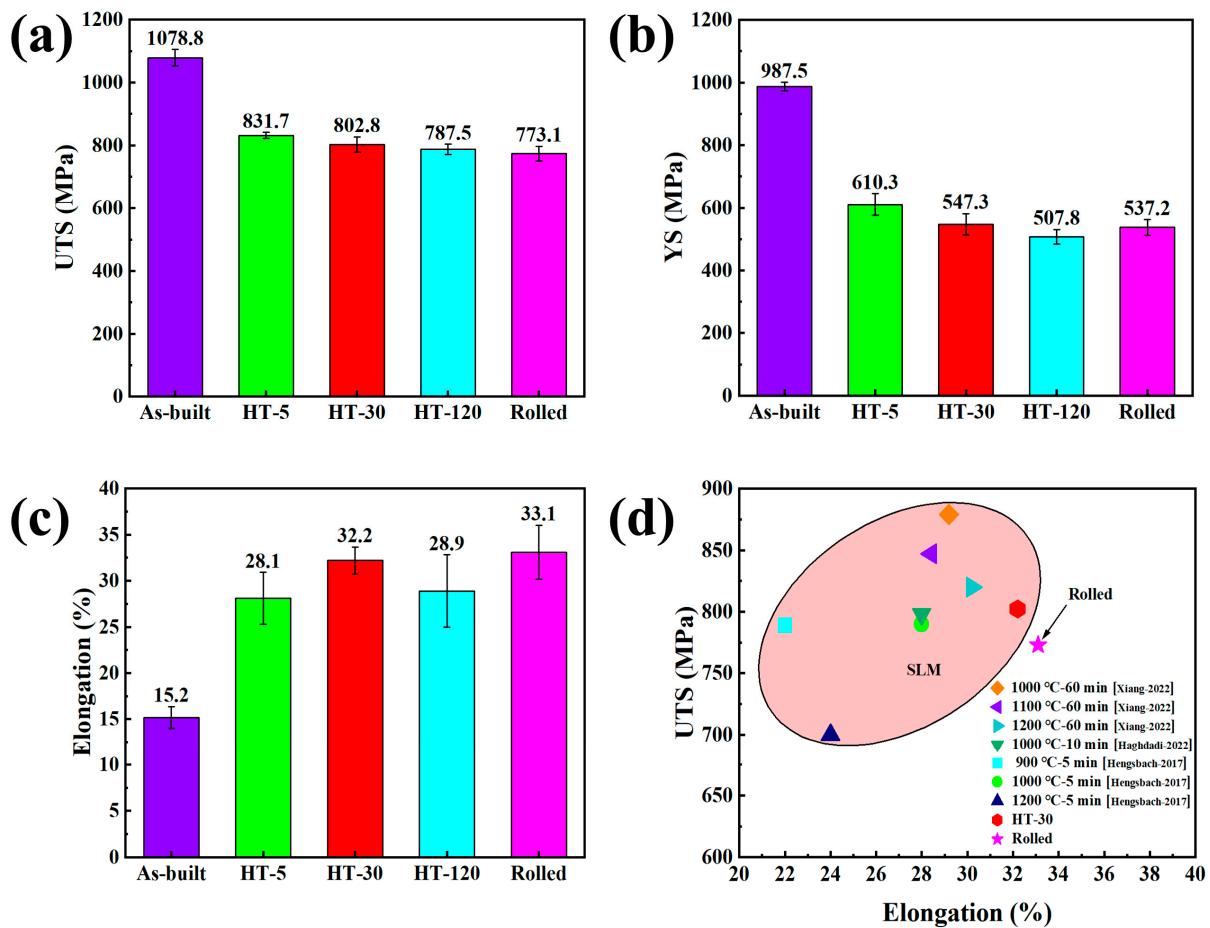 (a)
UTS (MPa)
1200
1000
800
600
400
200
0
1078.8
831.7
802.8
787.5
773.1
As-built HT-5 HT-30 HT-120 Rolled
(b)
YS (MPa)
1200
1000
800
600
400
200
0
987.5
610.3
547.3
507.8
537.2
As-built HT-5 HT-30 HT-120 Rolled
(c)
Elongation (%)
40
35
30
25
20
15
10
5
0
15.2
28.1
32.2
28.9
33.1
As-built HT-5 HT-30 HT-120 Rolled
(d)
UTS (MPa)
900
850
800
750
700
650
600
Rolled
SLM
1000 °C-60 min [Xiang-2022]
1100 °C-60 min [Xiang-2022]
1200 °C-60 min [Xiang-2022]
1000 °C-10 min [Haghdadi-2022]
900 °C-5 min [Hengsbach-2017]
1000 °C-5 min [Hengsbach-2017]
1200 °C-5 min [Hengsbach-2017]
HT-30
Rolled
20 22 24 26 28 30 32 34 36 38 40
Elongation (%)